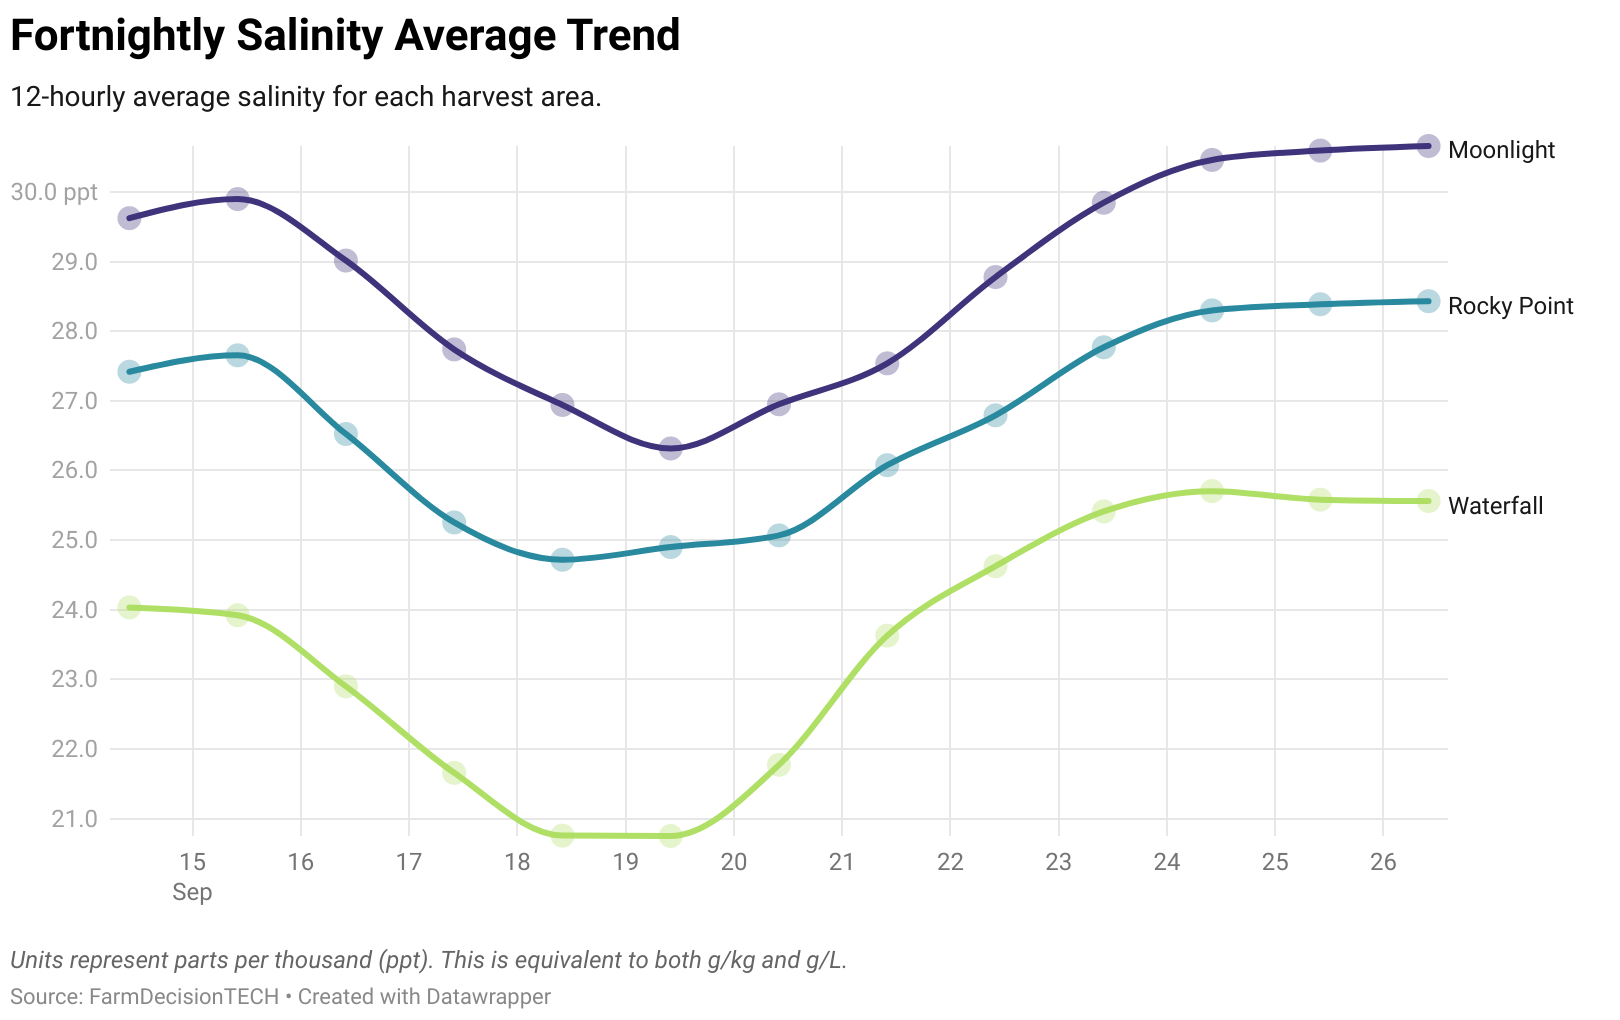 Fortnightly Salinity Average Trend
12-hourly average salinity for each harvest area.
Moonlight
30.0 ppt
29.0
Rocky Point
28.0
27.0
26.0
Waterfall
25.0
24.0
23.0
22.0
21.0
15 16 17 18 19 20 21 22 23 24 25 26
Sep
Units represent parts per thousand (ppt). This is equivalent to both g/kg and g/L.
Source: FarmDecisionTECH • Created with Datawrapper